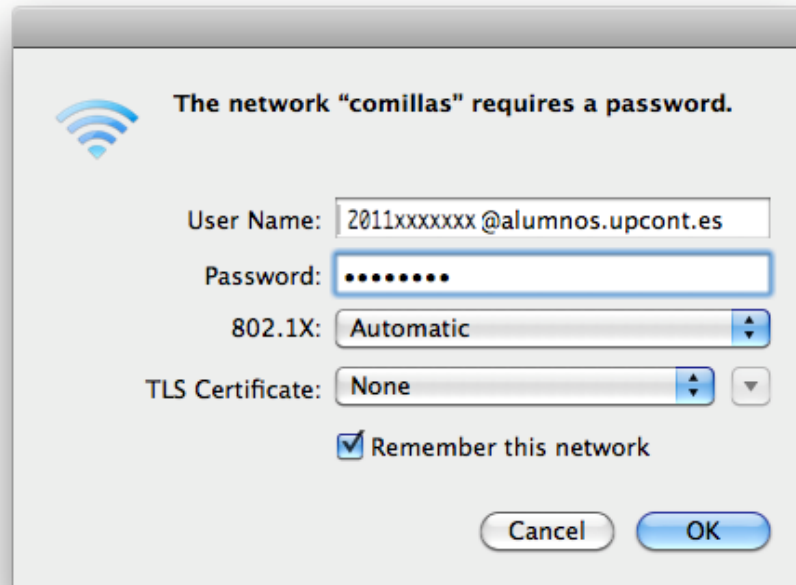 The network “comillas” requires a password.
User Name: 2011xxxxxxx@alumnos.upcont.es
Password: ••••••••
802.1X: Automatic
TLS Certificate: None
Remember this network
Cancel OK